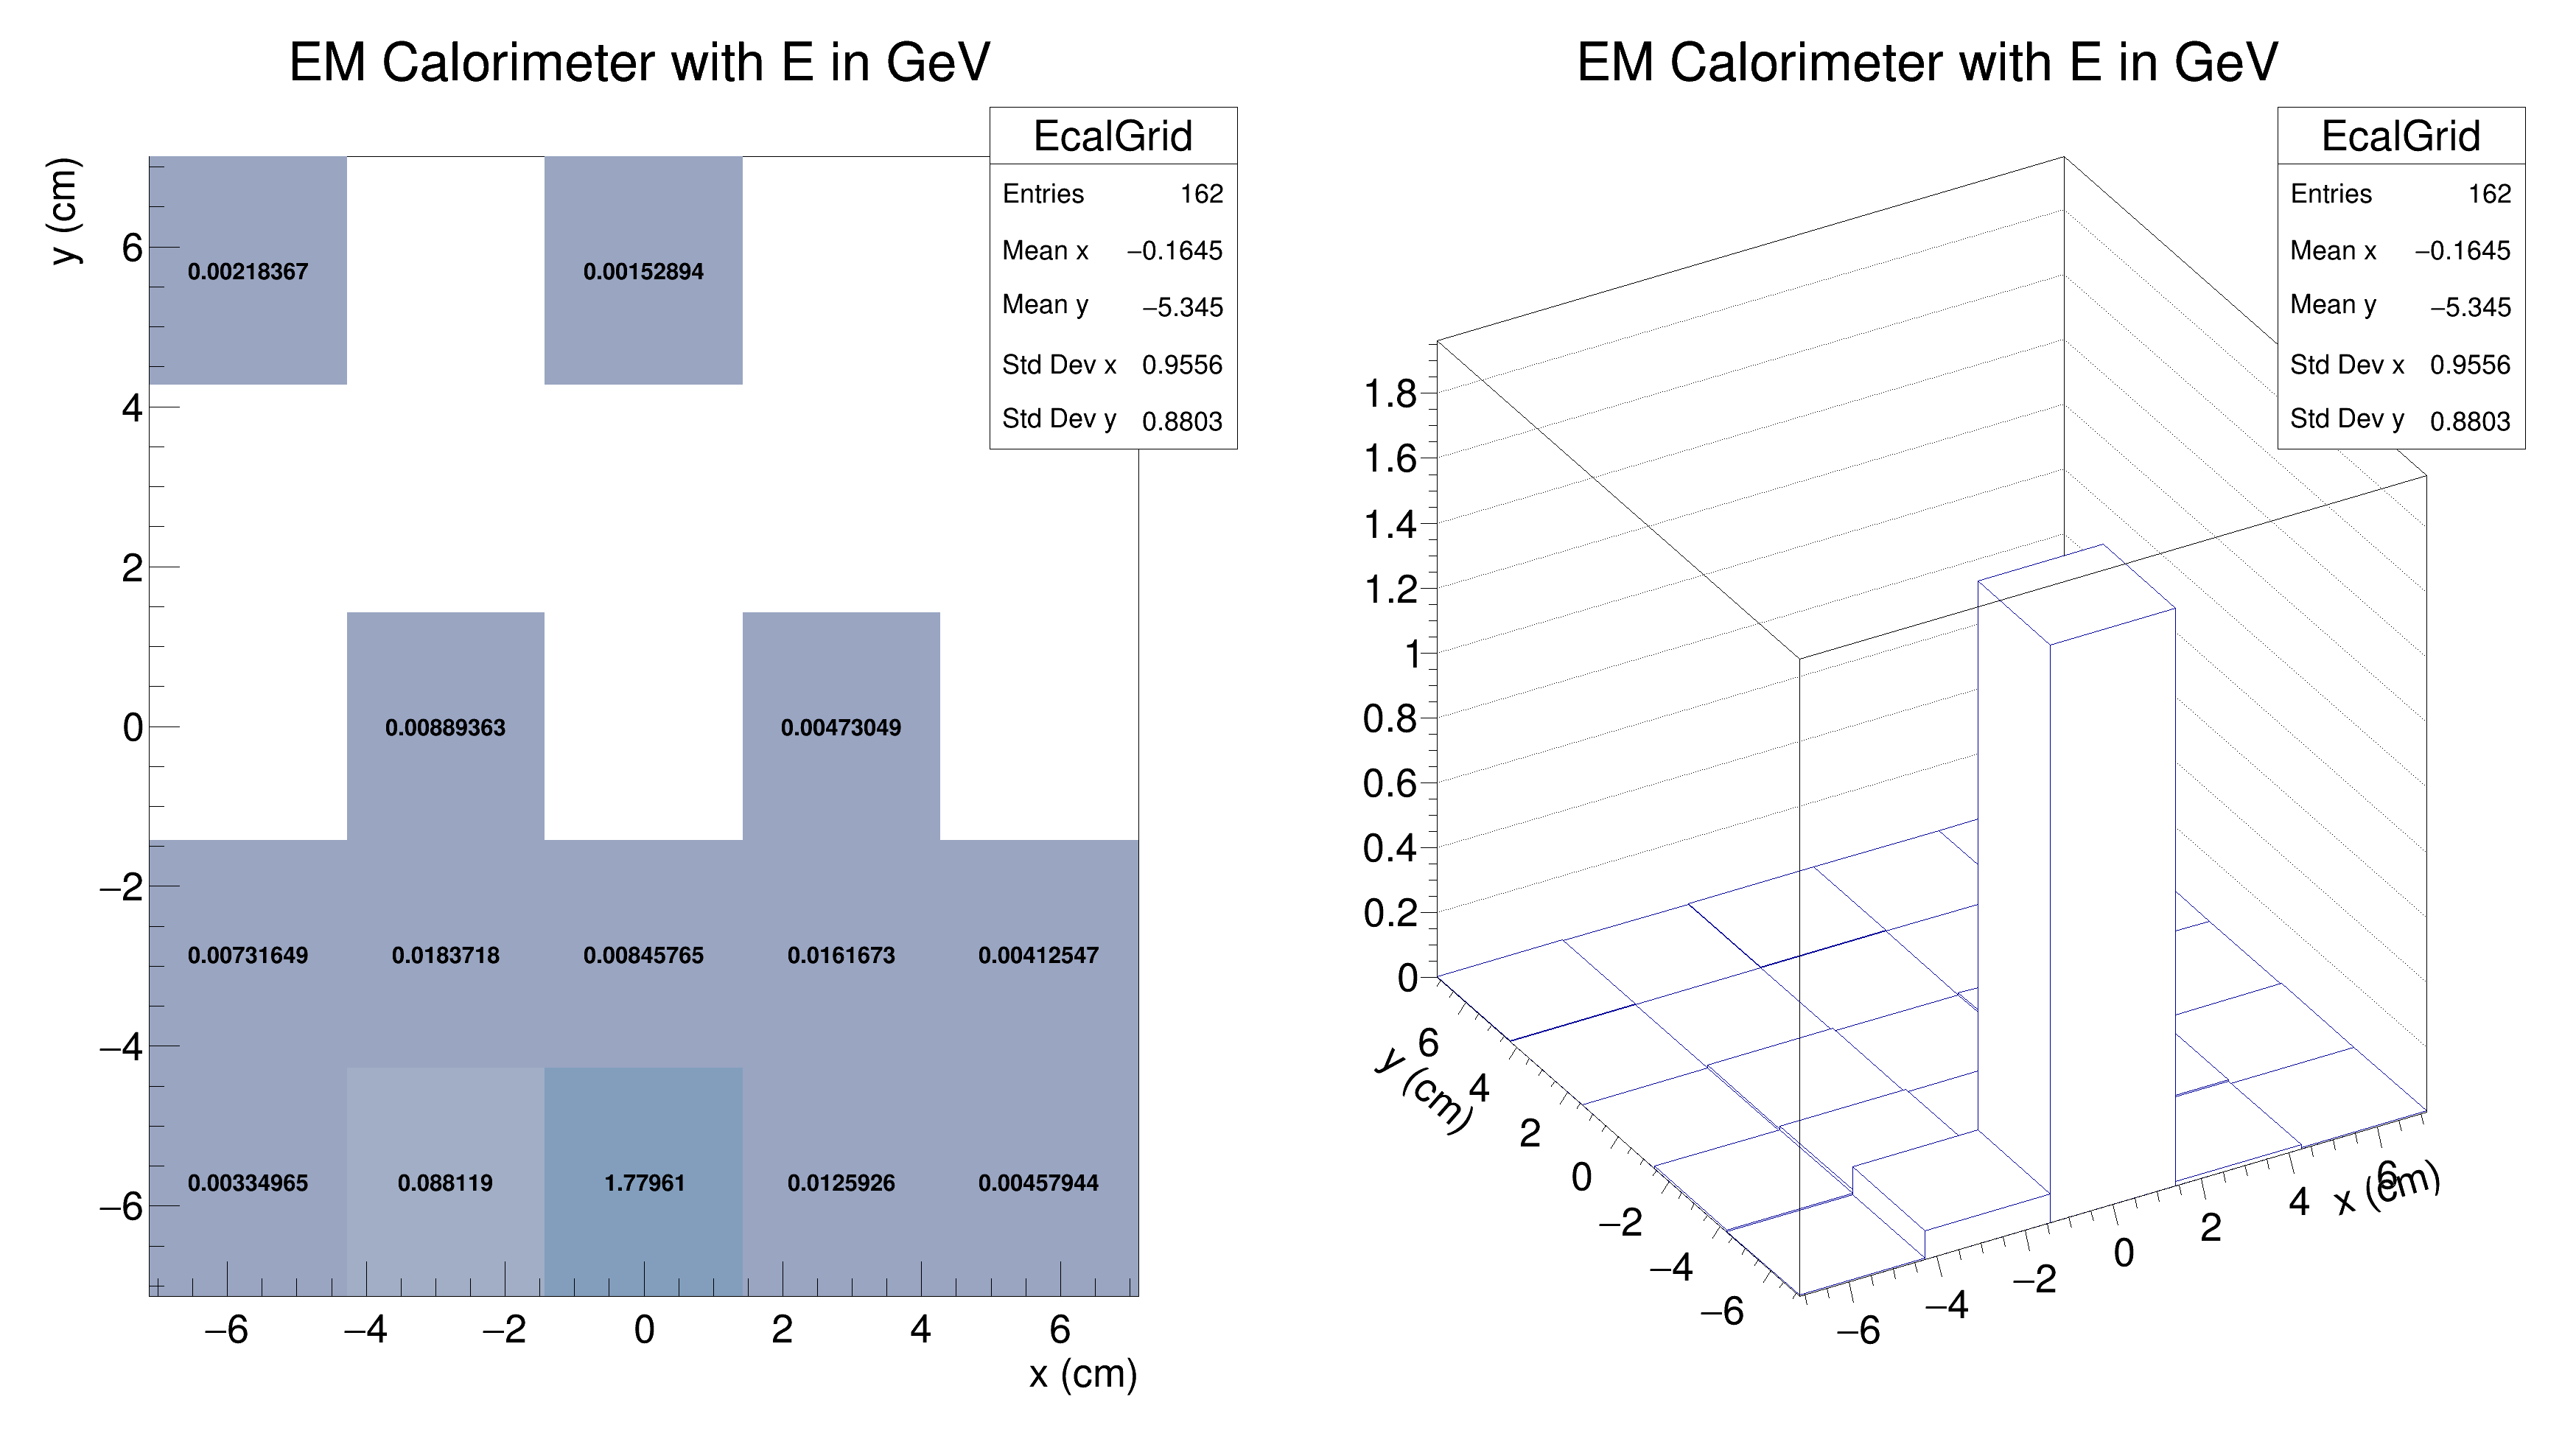 EM Calorimeter with E in GeV
EcalGrid
Entries 162
Mean x −0.1645
Mean y −5.345
Std Dev x 0.9556
Std Dev y 0.8803
y (cm)
6
4
2
0
−2
−4
−6
0.00218367 0.00152894
0.00889363 0.00473049
0.00731649 0.0183718 0.00845765 0.0161673 0.00412547
0.00334965 0.088119 1.77961 0.0125926 0.00457944
−6 −4 −2 0 2 4 6
x (cm)
EM Calorimeter with E in GeV
EcalGrid
Entries 162
Mean x −0.1645
Mean y −5.345
Std Dev x 0.9556
Std Dev y 0.8803
1.8
1.6
1.4
1.2
1
0.8
0.6
0.4
0.2
0
6
4
2
0
−2
−4
−6
y (cm)
−6
−4
−2
0
2
4
6
x (cm)